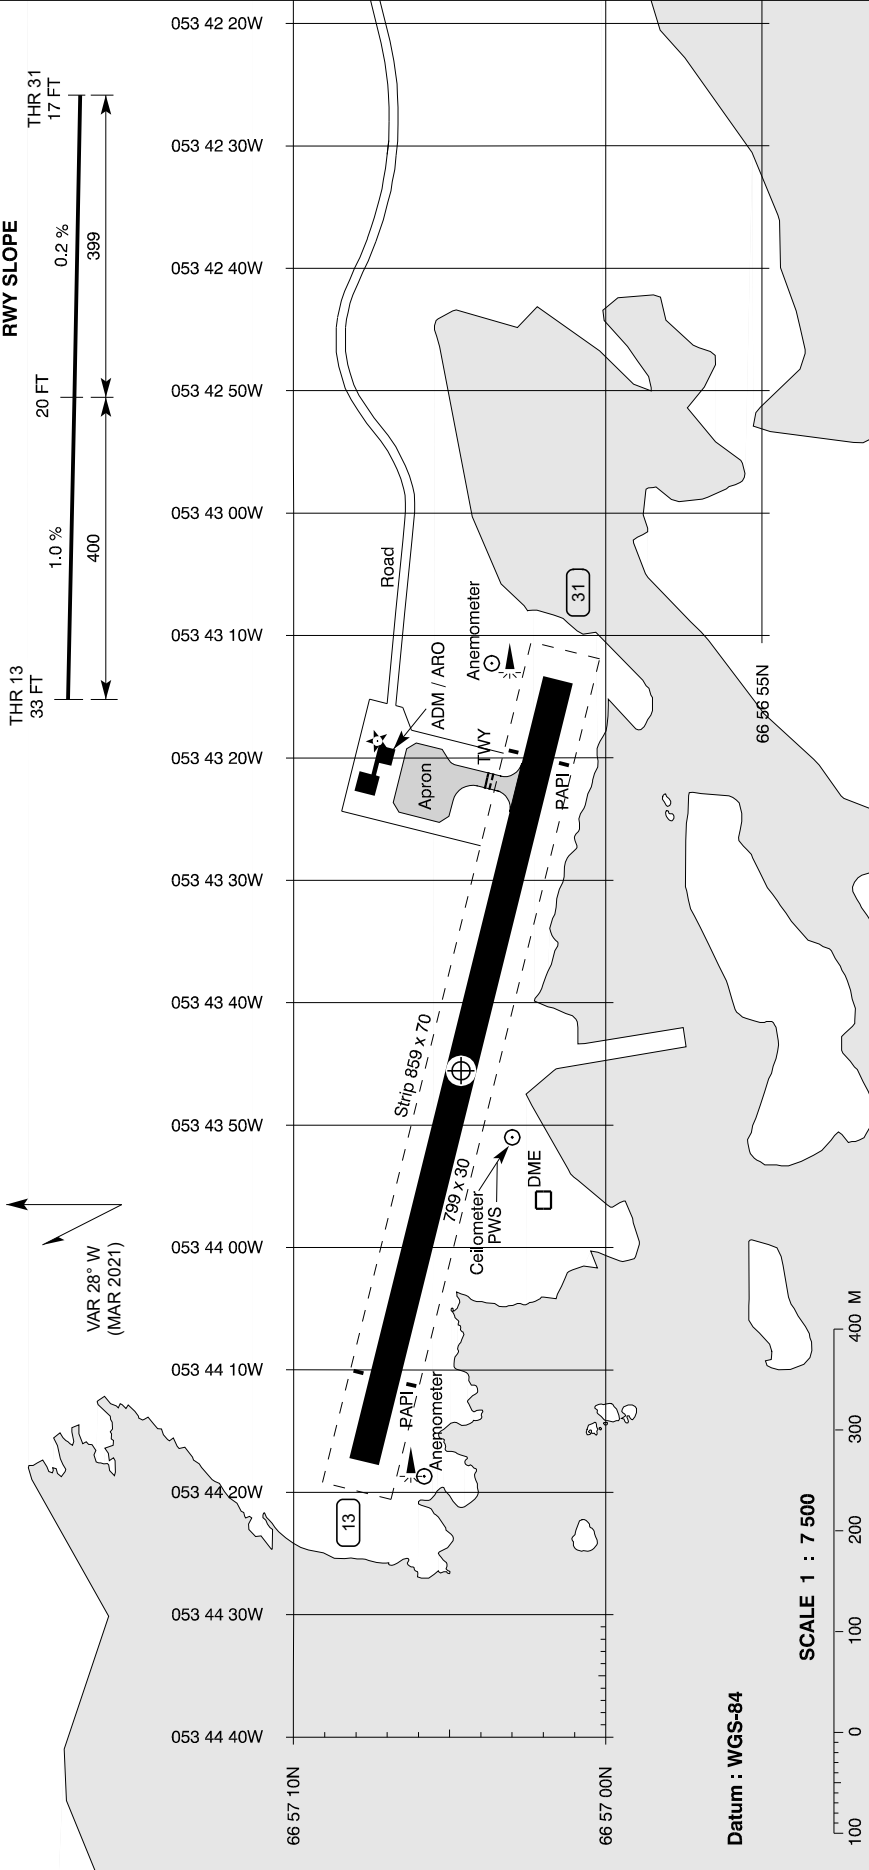 RWY SLOPE
THR 13
33 FT
1.0 %
400
20 FT
0.2 %
399
THR 31
17 FT
053 42 20W
053 42 30W
053 42 40W
053 42 50W
053 43 00W
053 43 10W
053 43 20W
053 43 30W
053 43 40W
053 43 50W
053 44 00W
053 44 10W
053 44 20W
053 44 30W
053 44 40W
66 57 10N
66 57 00N
66 56 55N
VAR 28° W
(MAR 2021)
Road
ADM / ARO
Apron
TWY
Anemometer
31
PAPI
Strip 859 x 70
799 x 30
Ceilometer
PWS
DME
PAPI
Anemometer
13
Datum : WGS-84
SCALE 1 : 7 500
100 0 100 200 300 400 M